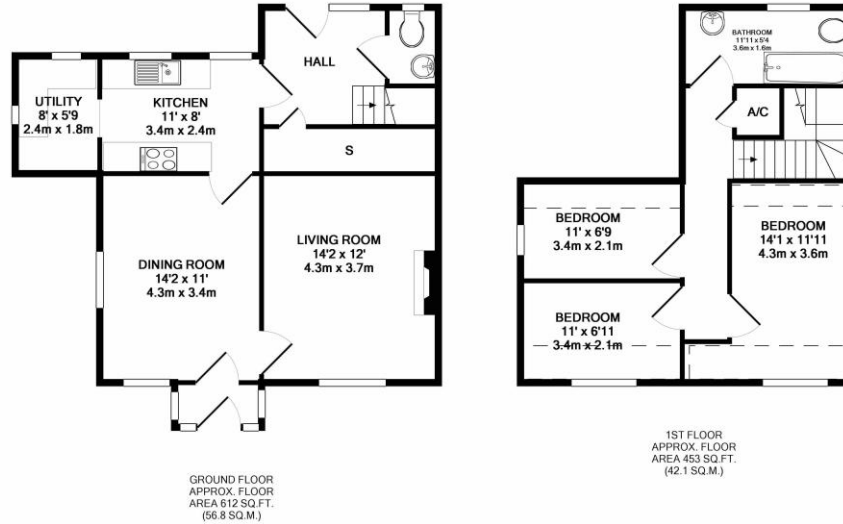 HALL
UTILITY
8' x 5'9
2.4m x 1.8m
KITCHEN
11' x 8'
3.4m x 2.4m
S
DINING ROOM
14'2 x 11'
4.3m x 3.4m
LIVING ROOM
14'2 x 12'
4.3m x 3.7m
GROUND FLOOR
APPROX. FLOOR
AREA 612 SQ.FT.
(56.8 SQ.M.)
BATHROOM
11'11 x 5'4
3.6m x 1.6m
A/C
BEDROOM
11' x 6'9
3.4m x 2.1m
BEDROOM
14'1 x 11'11
4.3m x 3.6m
BEDROOM
11' x 6'11
3.4m x 2.1m
1ST FLOOR
APPROX. FLOOR
AREA 453 SQ.FT.
(42.1 SQ.M.)